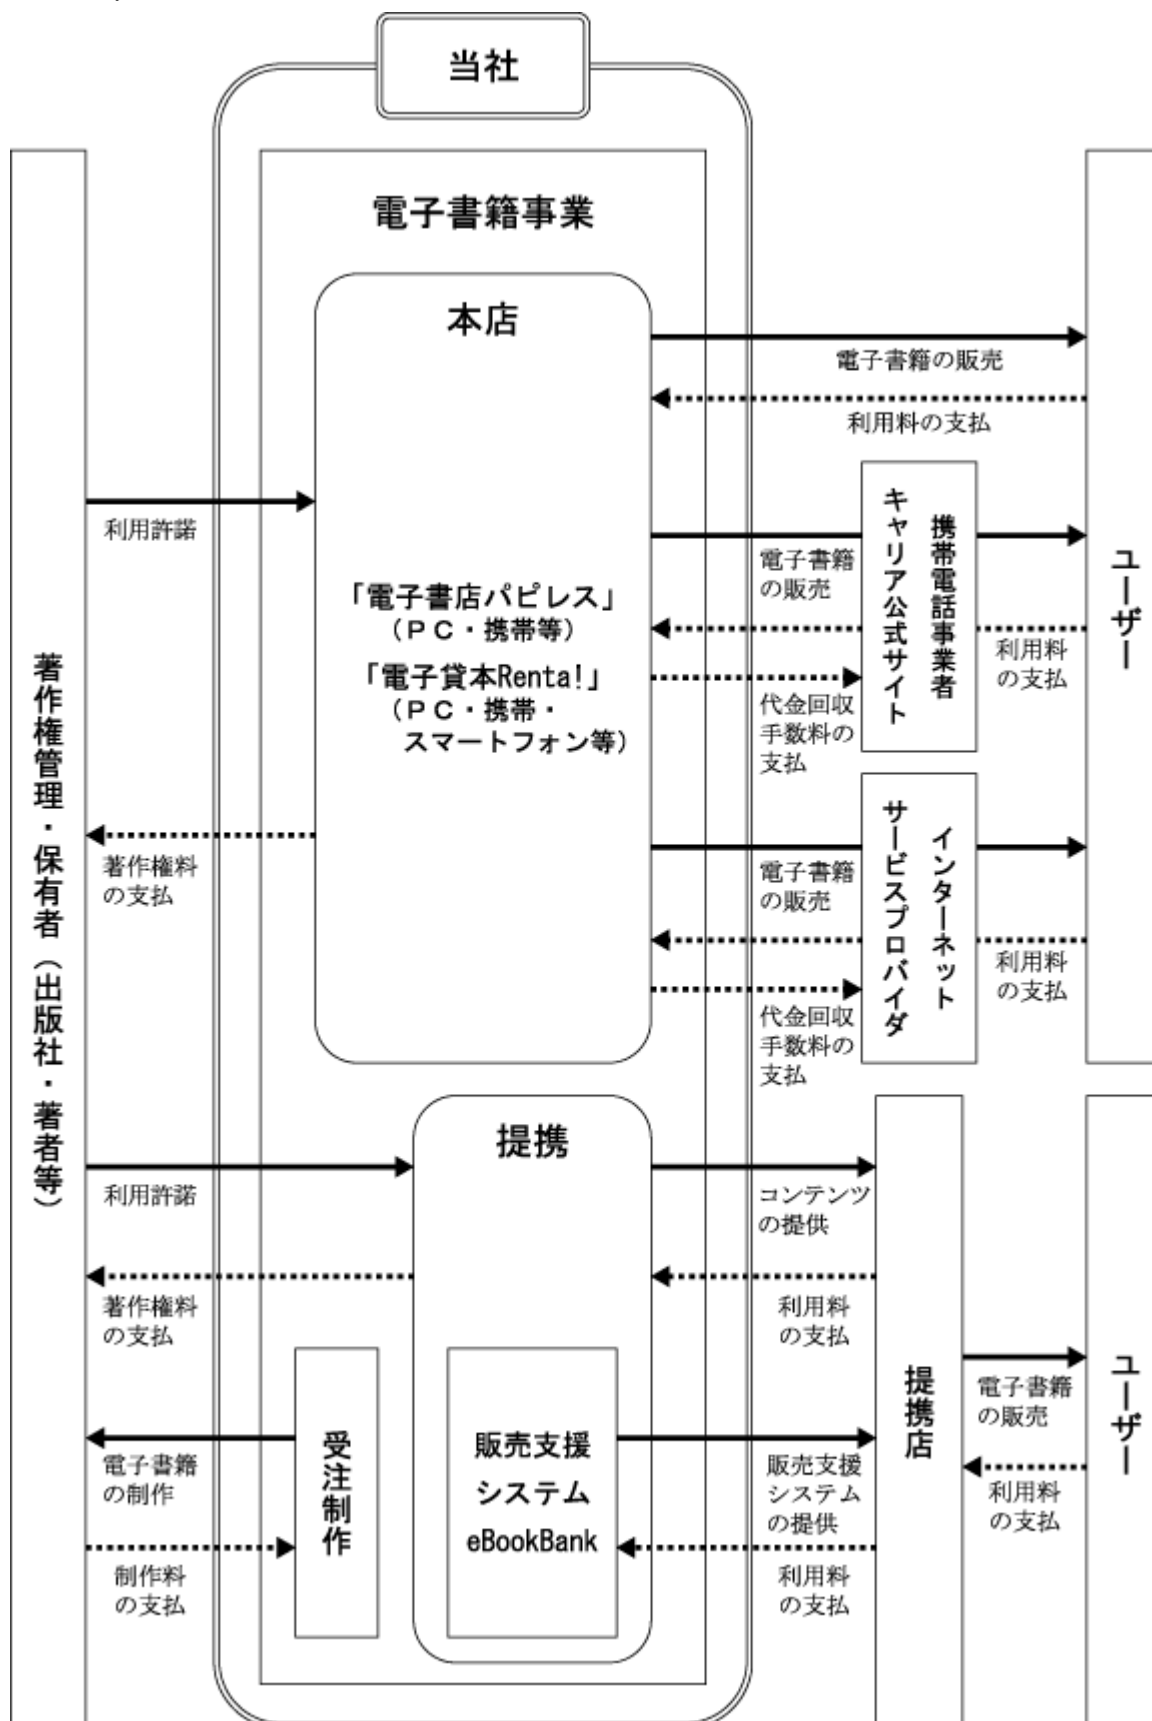 当社
電子書籍事業
本店
電子書籍の販売
利用料の支払
利用許諾
「電子書店パピレス」
（ＰＣ・携帯等）
「電子貸本Renta!」
（ＰＣ・携帯・
スマートフォン等）
著作権料
の支払
電子書籍
の販売
代金回収
手数料の
支払
携帯電話事業者
キャリア公式サイト
利用料
の支払
電子書籍
の販売
代金回収
手数料の
支払
インターネット
サービスプロバイダ
利用料
の支払
ユーザー
著作権管理・保有者（出版社・著者等）
提携
利用許諾
著作権料
の支払
コンテンツ
の提供
利用料
の支払
受注制作
電子書籍
の制作
制作料
の支払
販売支援
システム
eBookBank
販売支援
システム
の提供
利用料
の支払
提携店
電子書籍
の販売
利用料
の支払
ユーザー